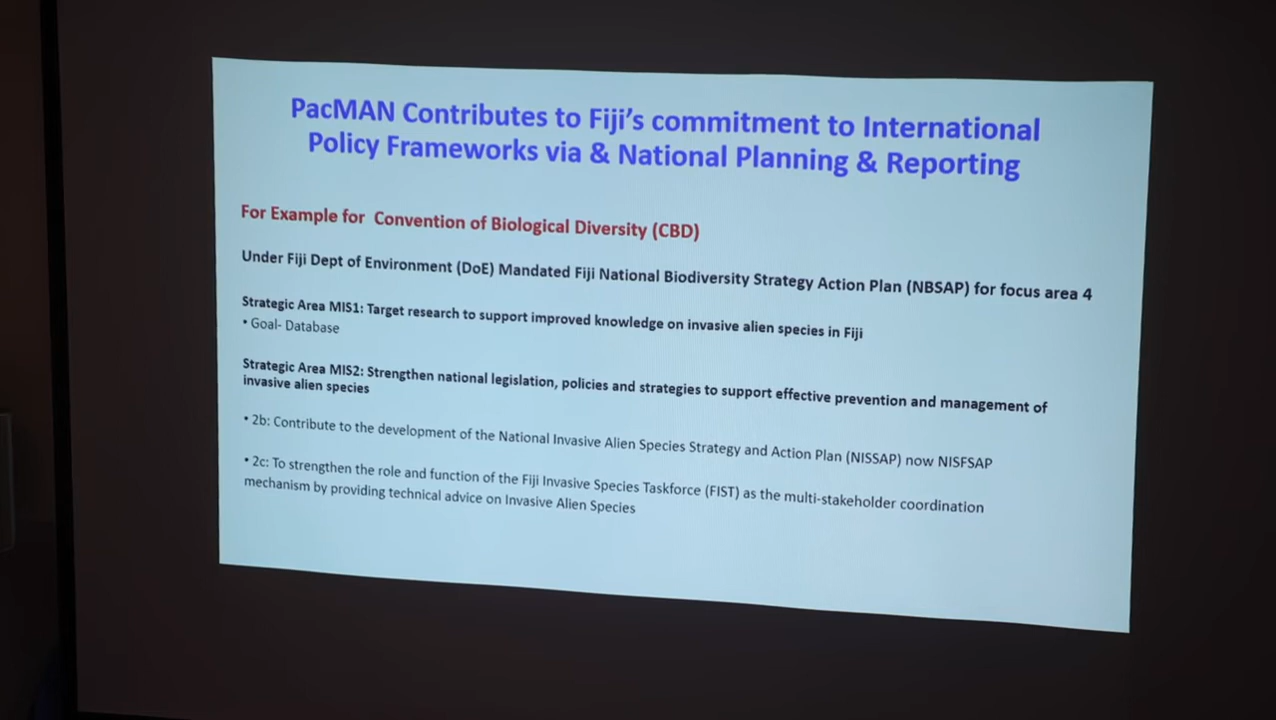 PacMAN Contributes to Fiji's commitment to International
Policy Frameworks via & National Planning & Reporting
For Example for Convention of Biological Diversity (CBD)
Under Fiji Dept of Environment (DoE) Mandated Fiji National Biodiversity Strategy Action Plan (NBSAP) for focus area 4
Strategic Area MIS1: Target research to support improved knowledge on invasive alien species in Fiji
• Goal- Database
Strategic Area MIS2: Strengthen national legislation, policies and strategies to support effective prevention and management of
invasive alien species
• 2b: Contribute to the development of the National Invasive Alien Species Strategy and Action Plan (NISSAP) now NISFSAP
• 2c: To strengthen the role and function of the Fiji Invasive Species Taskforce (FIST) as the multi-stakeholder coordination
mechanism by providing technical advice on Invasive Alien Species